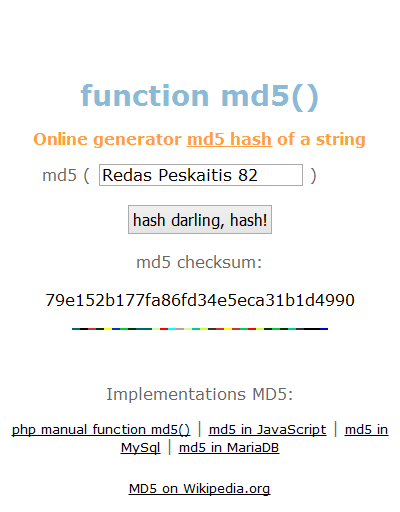 function md5()
Online generator md5 hash of a string
md5 ( Redas Peskaitis 82 )
hash darling, hash!
md5 checksum:
79e152b177fa86fd34e5eca31b1d4990
Implementations MD5:
php manual function md5() | md5 in JavaScript | md5 in
MySql | md5 in MariaDB
MD5 on Wikipedia.org